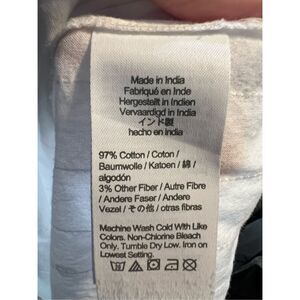 Made in India
Fabriqué en Inde
Hergestellt in Indien
Vervaardigd in India
インド製
hecho en india
97% Cotton / Coton /
Baumwolle / Katoen / 綿 /
algodón
3% Other Fiber / Autre Fibre
/ Andere Faser / Andere
Vezel / その他 / otras fibras
Machine Wash Cold With Like
Colors. Non-Chlorine Bleach
Only. Tumble Dry Low. Iron on
Lowest Setting.